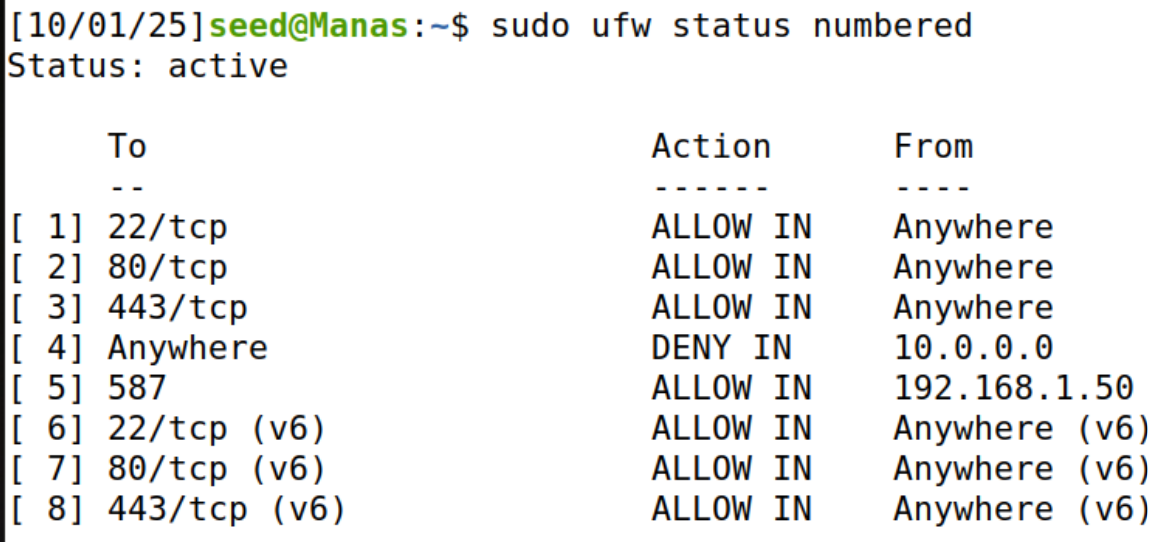 [10/01/25]seed@Manas:~$ sudo ufw status numbered
Status: active
     To                         Action      From
     --                         ------      ----
[ 1] 22/tcp                     ALLOW IN    Anywhere
[ 2] 80/tcp                     ALLOW IN    Anywhere
[ 3] 443/tcp                    ALLOW IN    Anywhere
[ 4] Anywhere                   DENY IN     10.0.0.0
[ 5] 587                        ALLOW IN    192.168.1.50
[ 6] 22/tcp (v6)                ALLOW IN    Anywhere (v6)
[ 7] 80/tcp (v6)                ALLOW IN    Anywhere (v6)
[ 8] 443/tcp (v6)               ALLOW IN    Anywhere (v6)